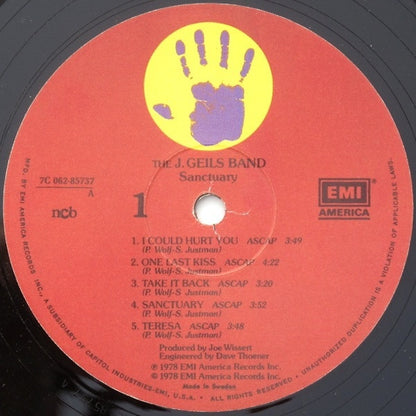 THE J. GEILS BAND
Sanctuary
7C 062-85737
A
ncb
1
EMI
AMERICA
1. I COULD HURT YOU ASCAP 3:49
(P. Wolf-S. Justman)
2. ONE LAST KISS ASCAP 4:22
(P. Wolf-S. Justman)
3. TAKE IT BACK ASCAP 3:20
(P. Wolf-S. Justman)
4. SANCTUARY ASCAP 3:52
(P. Wolf-S. Justman)
5. TERESA ASCAP 3:48
(P. Wolf-S. Justman)
Produced by Joe Wissert
Engineered by Dave Thoener
℗ 1978 EMI America Records Inc.
© 1978 EMI America Records Inc.
Made in Sweden
MFD. BY EMI AMERICA RECORDS INC., A SUBSIDIARY OF CAPITOL INDUSTRIES-EMI, INC., U.S.A. • ALL RIGHTS RESERVED • UNAUTHORIZED DUPLICATION IS A VIOLATION OF APPLICABLE LAWS.